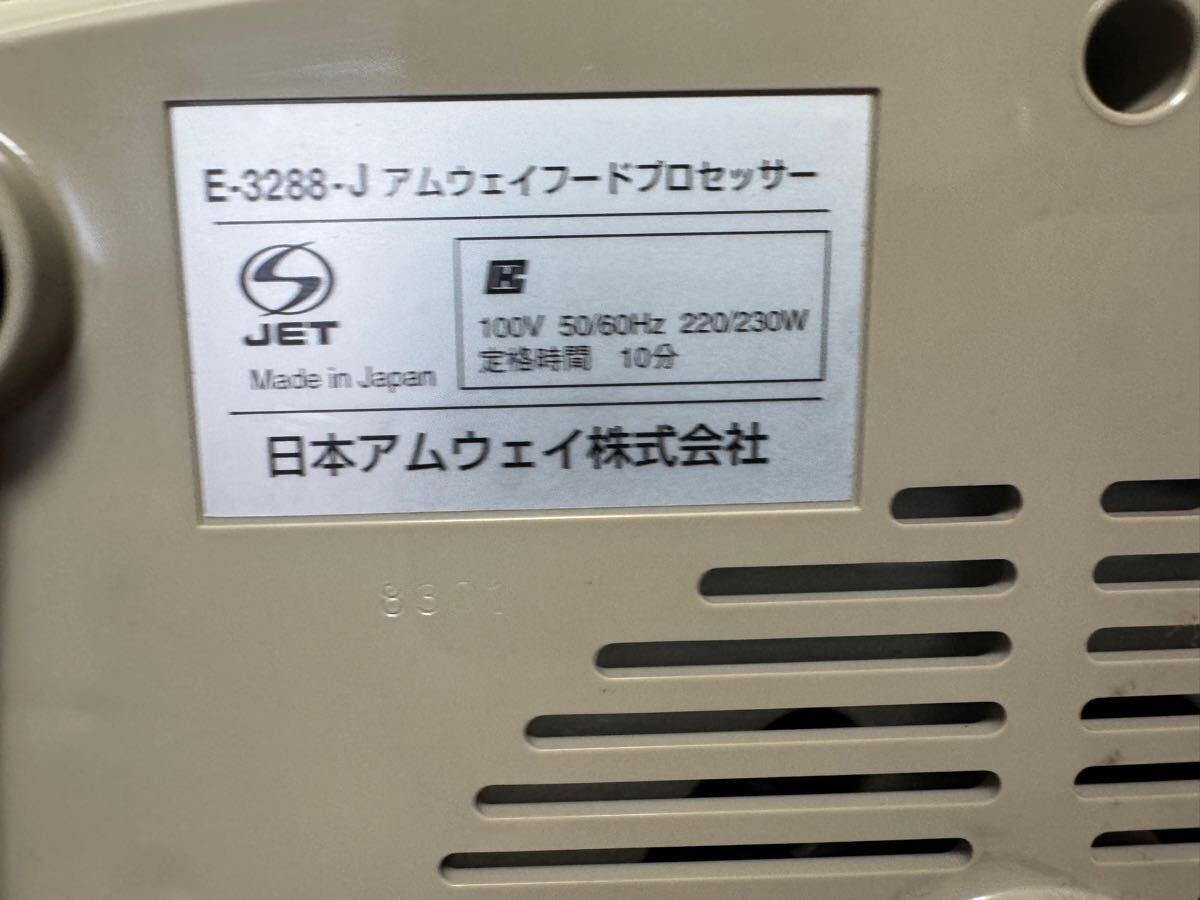 E-3288-J アムウェイフードプロセッサー
JET
Made in Japan
100V 50/60Hz 220/230W
定格時間 10分
日本アムウェイ株式会社